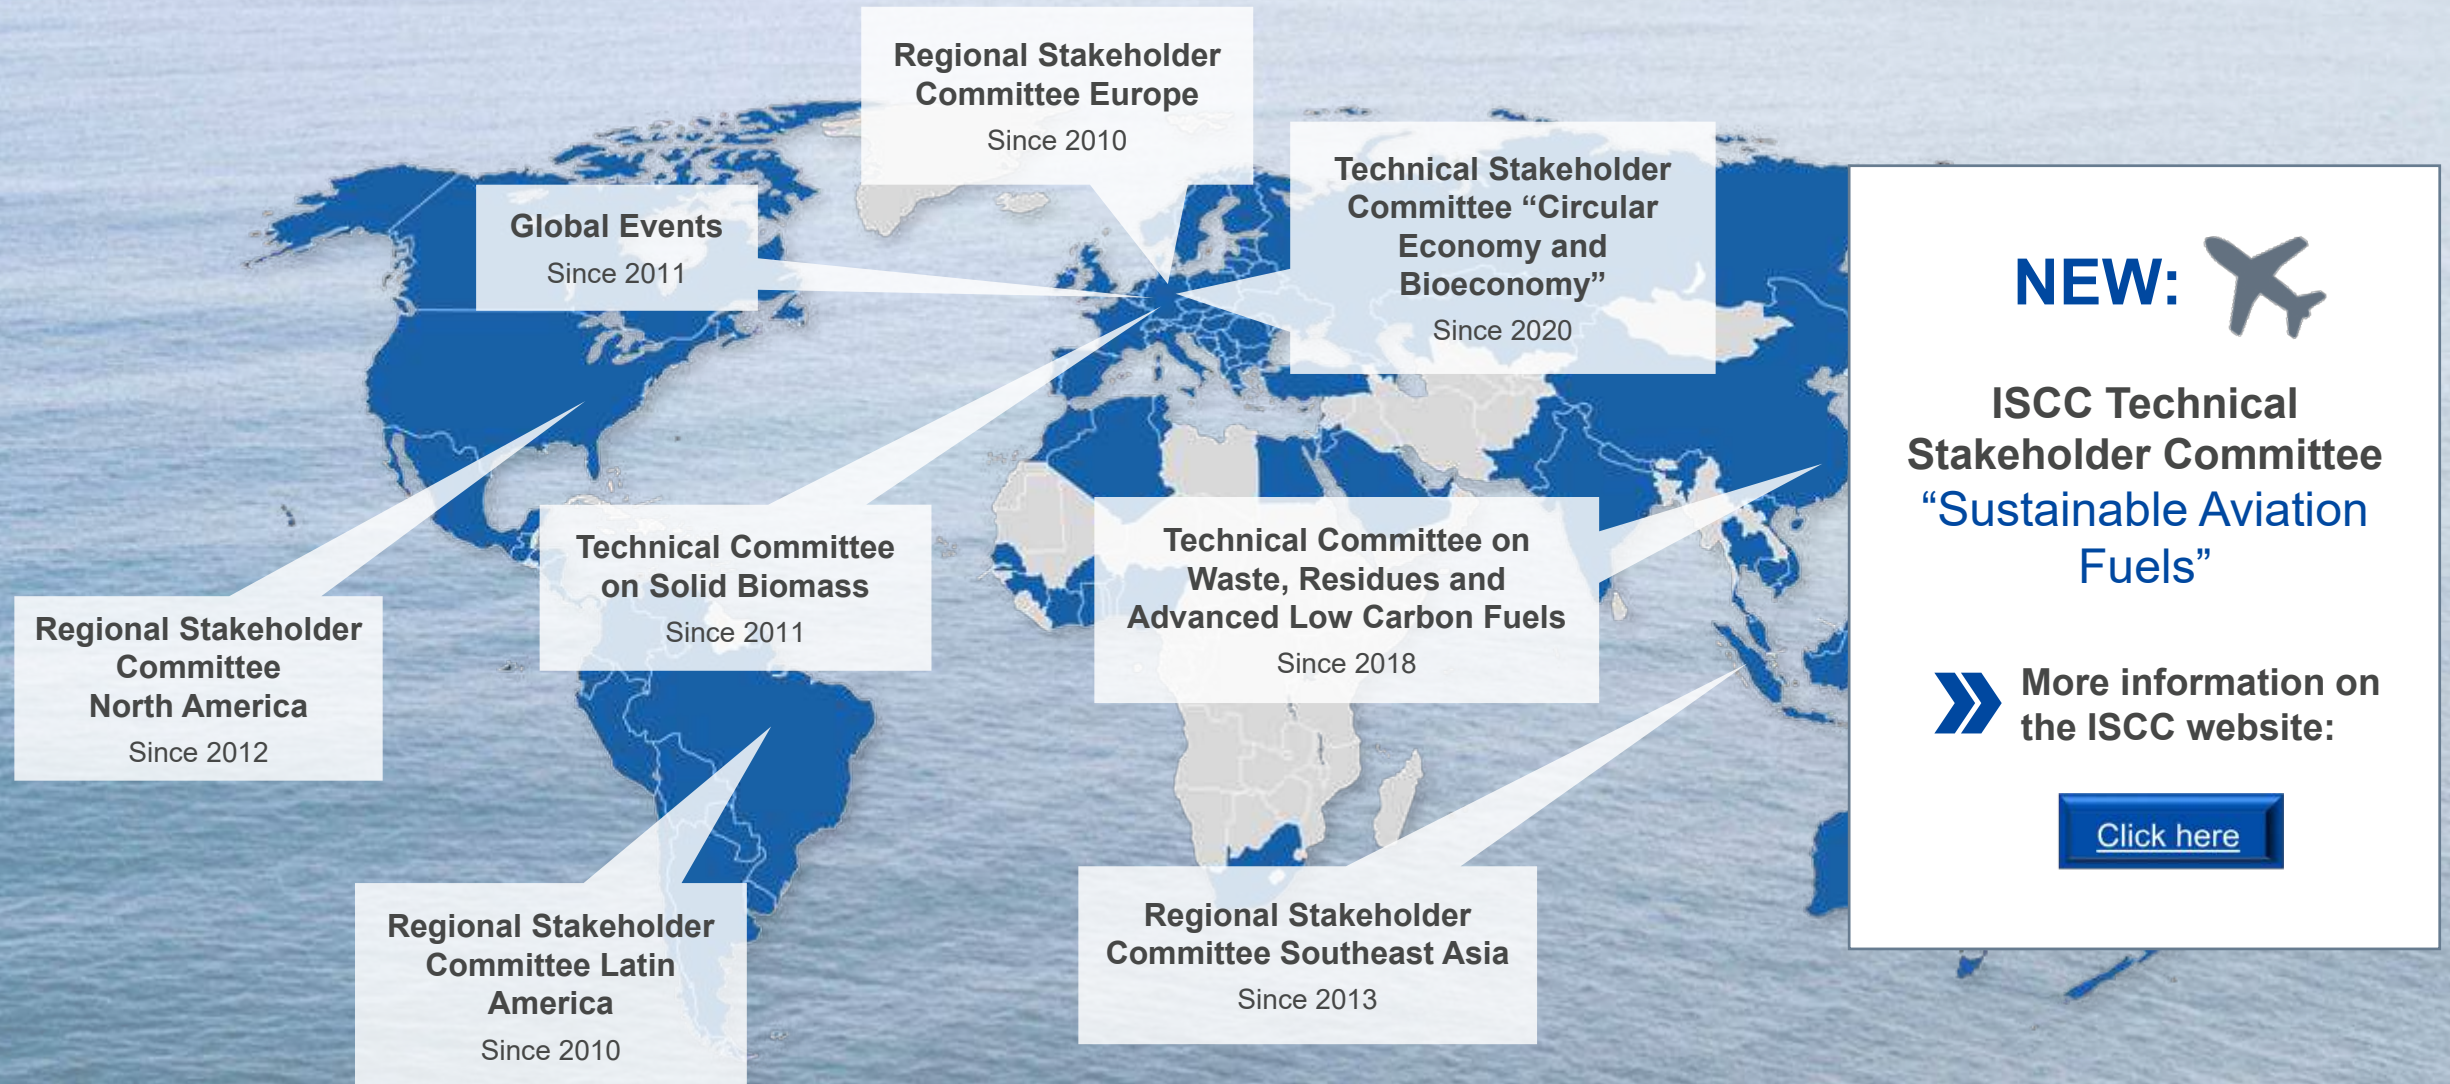 Regional Stakeholder
Committee Europe
Since 2010
Global Events
Since 2011
Technical Stakeholder
Committee “Circular
Economy and
Bioeconomy”
Since 2020
Technical Committee
on Solid Biomass
Since 2011
Technical Committee on
Waste, Residues and
Advanced Low Carbon Fuels
Since 2018
Regional Stakeholder
Committee
North America
Since 2012
Regional Stakeholder
Committee Latin
America
Since 2010
Regional Stakeholder
Committee Southeast Asia
Since 2013
NEW:
ISCC Technical
Stakeholder Committee
“Sustainable Aviation
Fuels”
More information on
the ISCC website:
Click here